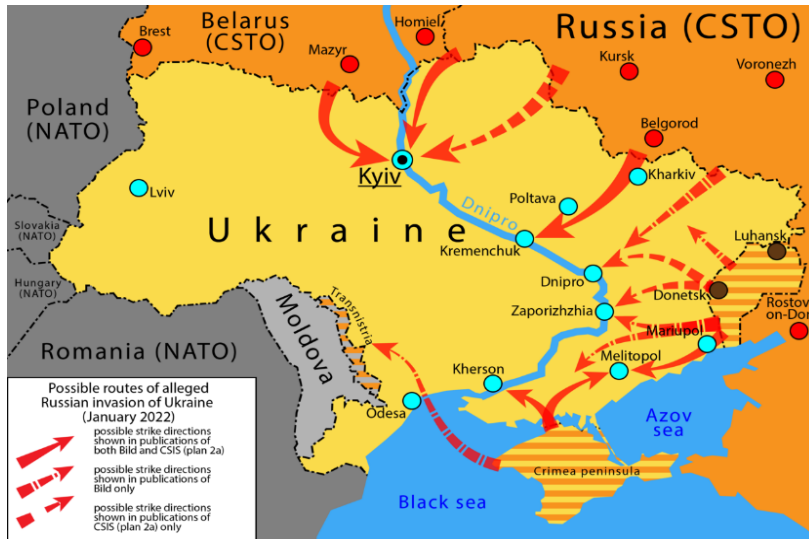 Belarus
(CSTO)
Homiel
Russia (CSTO)
Brest
Mazyr
Kursk
Voronezh
Poland
(NATO)
Belgorod
Kyiv
Kharkiv
Lviv
Poltava
Dnipro
Ukraine
Slovakia
(NATO)
Kremenchuk
Luhansk
Hungary
(NATO)
Dnipro
Donetsk
Transnistria
Zaporizhzhia
Rostov
on-Don
Moldova
Mariupol
Romania (NATO)
Melitopol
Kherson
Odesa
Azov
sea
Crimea peninsula
Black sea
Possible routes of alleged
Russian invasion of Ukraine
(January 2022)
possible strike directions
shown in publications of
both Bild and CSIS (plan 2a)
possible strike directions
shown in publications of
Bild only
possible strike directions
shown in publications of
CSIS (plan 2a) only